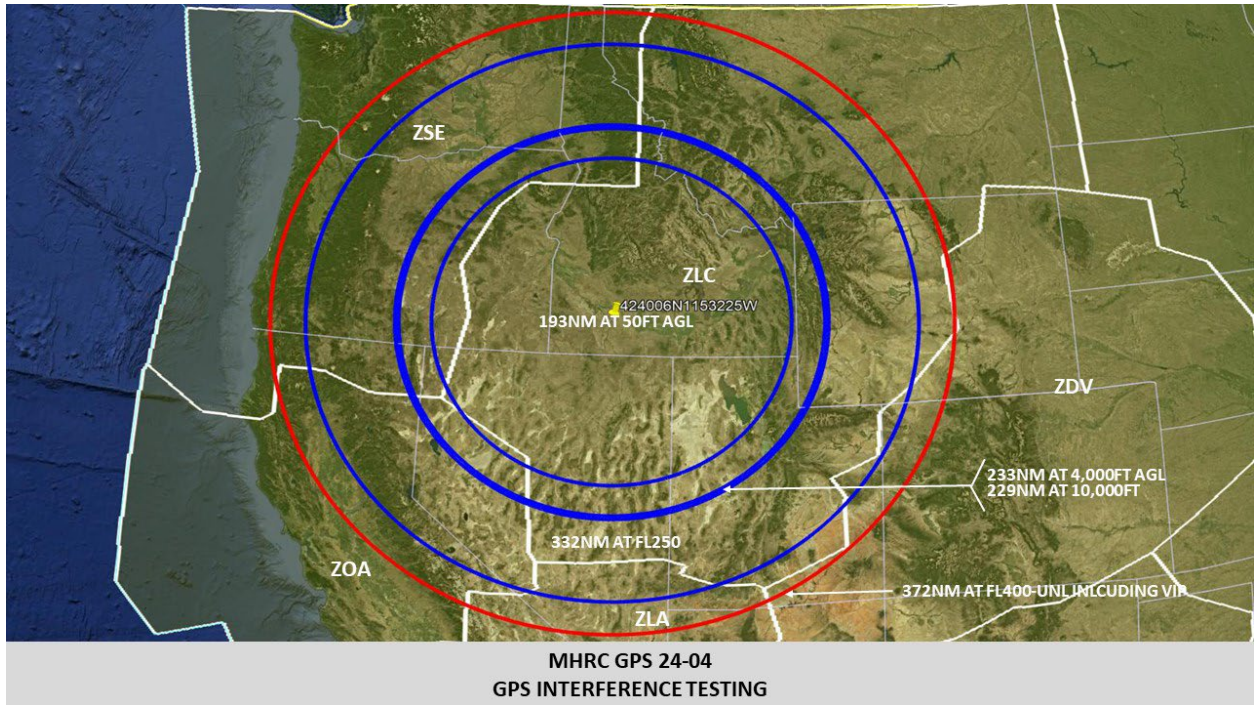 ZSE
ZLC
424006N1153225W
193NM AT 50FT AGL
ZDV
233NM AT 4,000FT AGL
229NM AT 10,000FT
332NM AT FL250
ZOA
372NM AT FL400-UNL INLCUDING VIP
ZLA
MHRC GPS 24-04
GPS INTERFERENCE TESTING